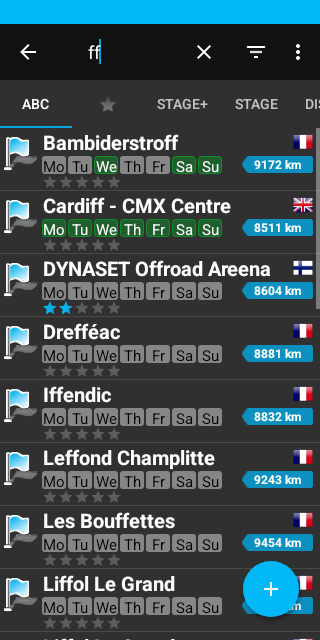 ff
ABC STAGE+ STAGE DI
Bambiderstroff
Mo Tu We Th Fr Sa Su 9172 km
Cardiff - CMX Centre
Mo Tu We Th Fr Sa Su 8511 km
DYNASET Offroad Areena
Mo Tu We Th Fr Sa Su 8604 km
Drefféac
Mo Tu We Th Fr Sa Su 8881 km
Iffendic
Mo Tu We Th Fr Sa Su 8832 km
Leffond Champlitte
Mo Tu We Th Fr Sa Su 9243 km
Les Bouffettes
Mo Tu We Th Fr Sa Su 9454 km
Liffol Le Grand
Mo Tu We Th Fr Sa Su